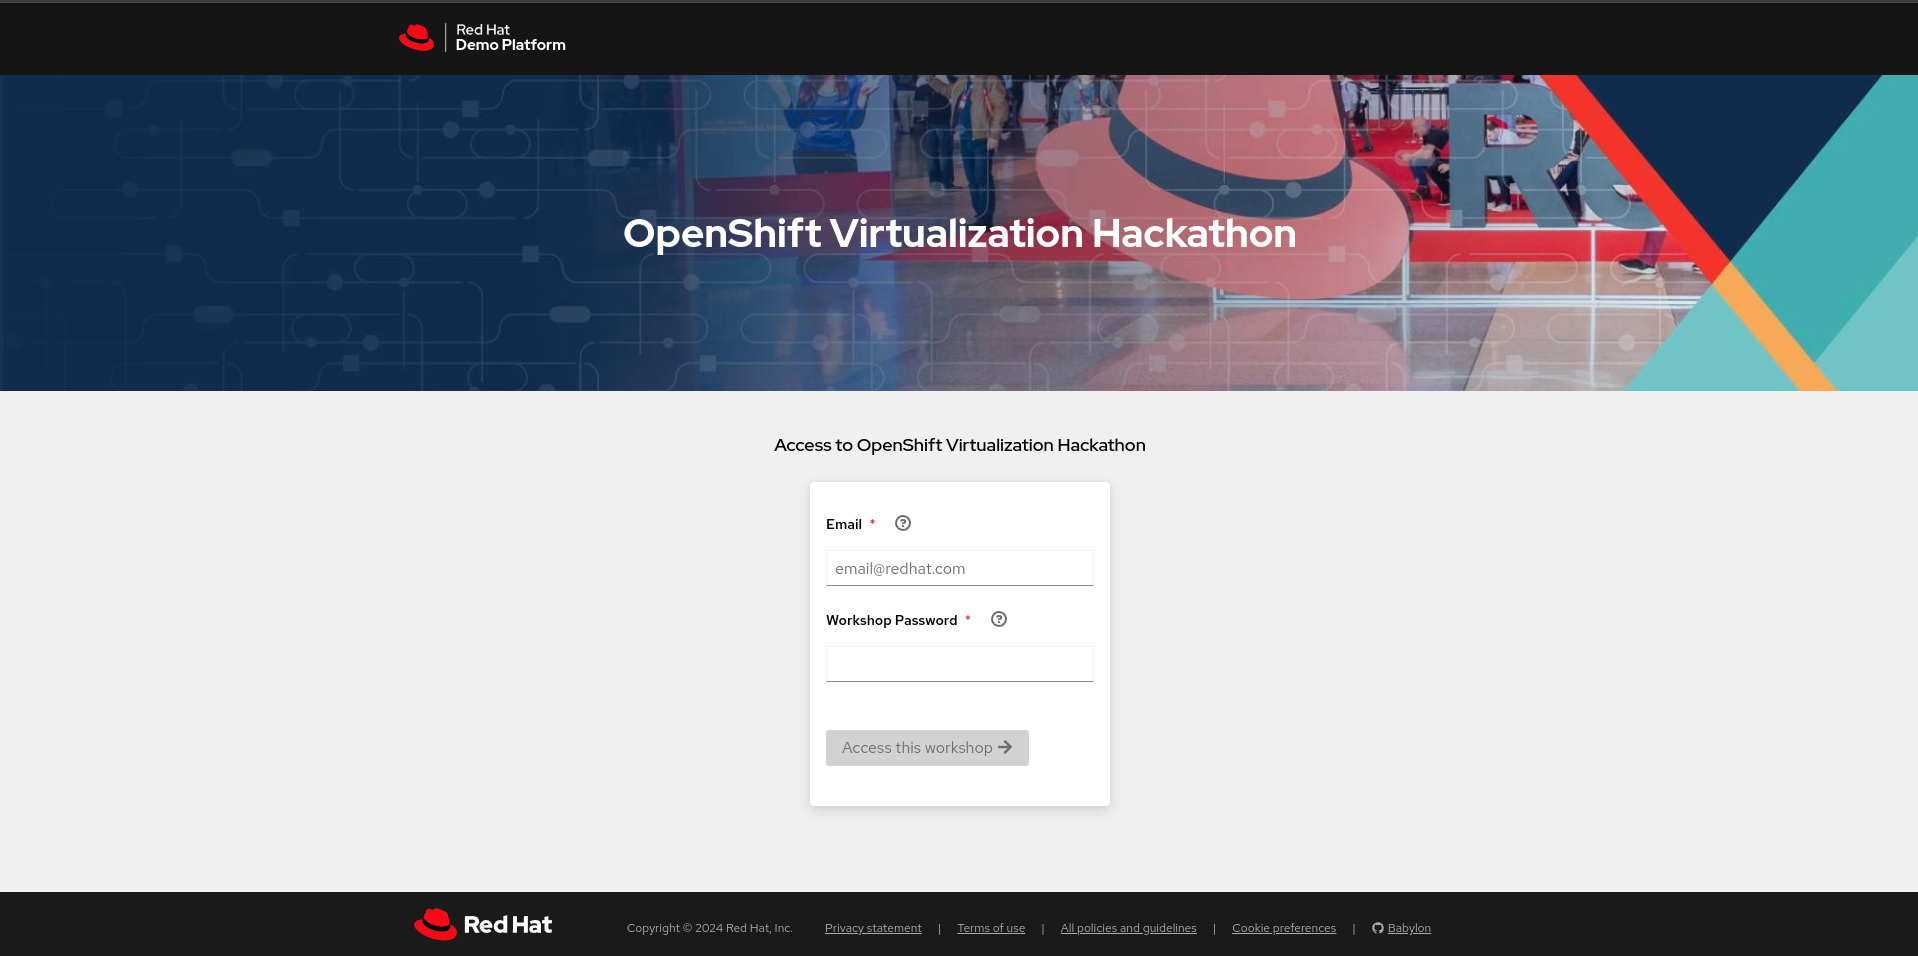 Red Hat
Demo Platform
OpenShift Virtualization Hackathon
Access to OpenShift Virtualization Hackathon
Email *
email@redhat.com
Workshop Password *
Access this workshop
Red Hat
Copyright © 2024 Red Hat, Inc. Privacy statement | Terms of use | All policies and guidelines | Cookie preferences | Babylon